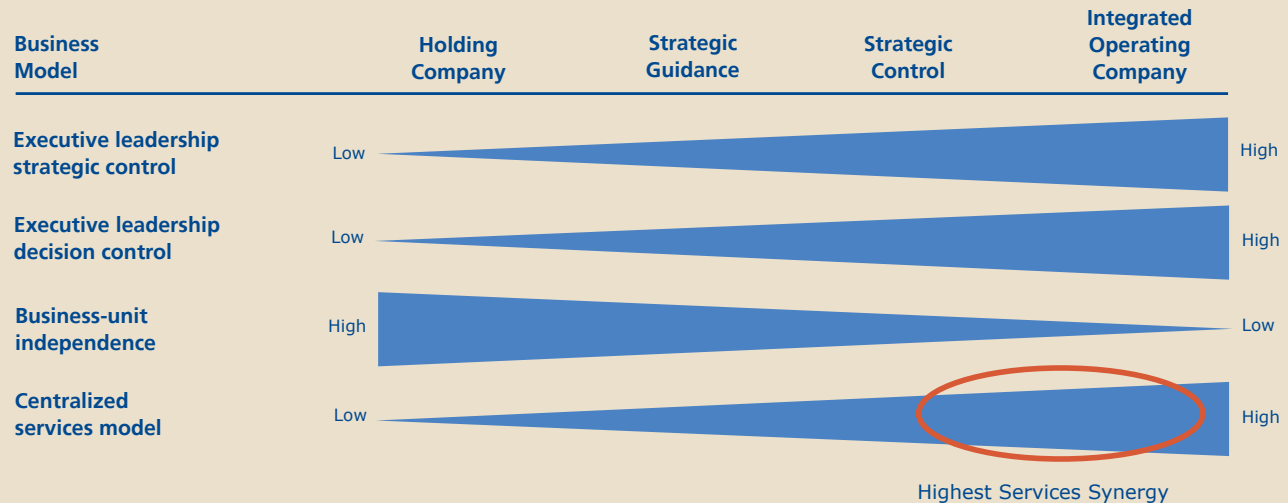 Business
Model
Holding
Company
Strategic
Guidance
Strategic
Control
Integrated
Operating
Company
Executive leadership
strategic control
Low
High
Executive leadership
decision control
Low
High
Business-unit
independence
High
Low
Centralized
services model
Low
High
Highest Services Synergy